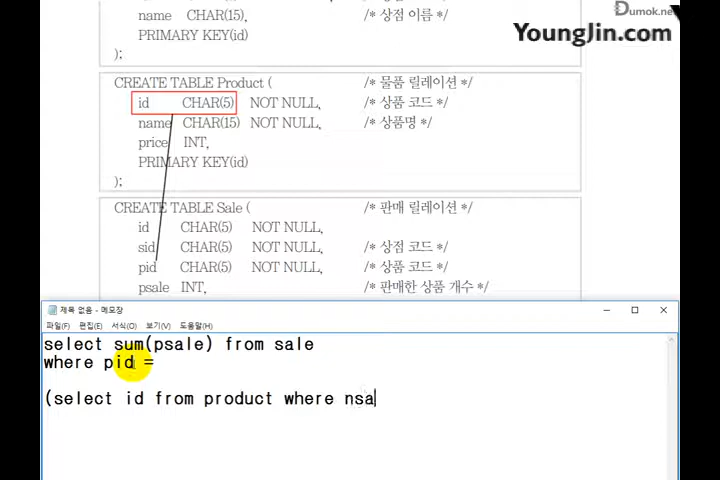 Dumok.ne
YoungJin.com
name CHAR(15), /* 상점 이름 */
PRIMARY KEY(id)
);
CREATE TABLE Product ( /* 물품 릴레이션 */
id CHAR(5) NOT NULL, /* 상품 코드 */
name CHAR(15) NOT NULL, /* 상품명 */
price INT,
PRIMARY KEY(id)
);
CREATE TABLE Sale ( /* 판매 릴레이션 */
id CHAR(5) NOT NULL,
sid CHAR(5) NOT NULL, /* 상점 코드 */
pid CHAR(5) NOT NULL, /* 상품 코드 */
psale INT, /* 판매한 상품 개수 */
제목 없음 - 메모장
파일(F) 편집(E) 서식(O) 보기(V) 도움말(H)
select sum(psale) from sale
where pid =
(select id from product where nsa